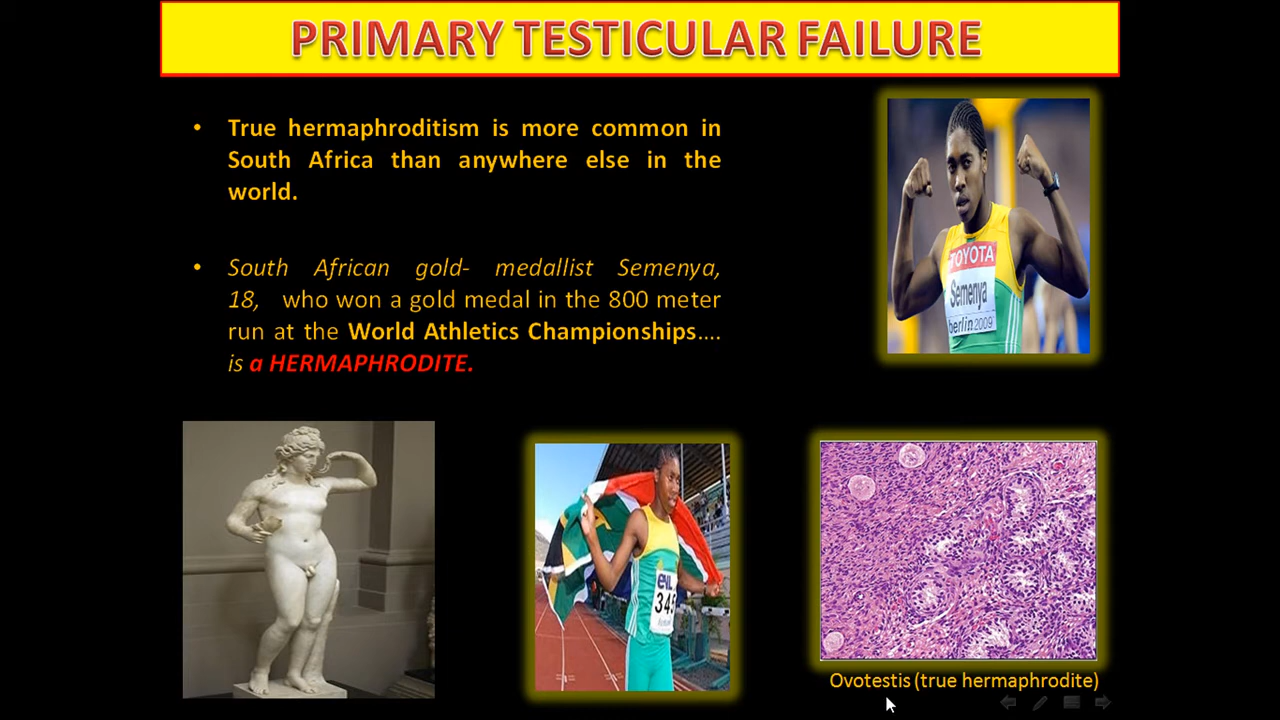 PRIMARY TESTICULAR FAILURE
• True hermaphroditism is more common in
South Africa than anywhere else in the
world.
• South African gold- medallist Semenya,
18, who won a gold medal in the 800 meter
run at the World Athletics Championships....
is a HERMAPHRODITE.
TOYOTA
Semenya
berlin 2009
345
Ovotestis (true hermaphrodite)